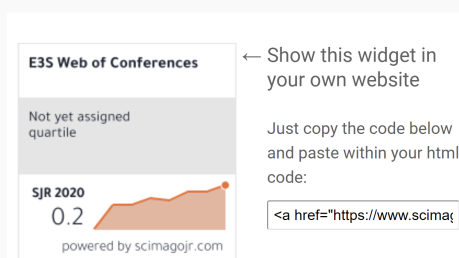 E3S Web of Conferences
Not yet assigned
quartile
SJR 2020
0.2
powered by scimagojr.com
← Show this widget in
your own website
Just copy the code below
and paste within your html
code:
<a href="https://www.scimag